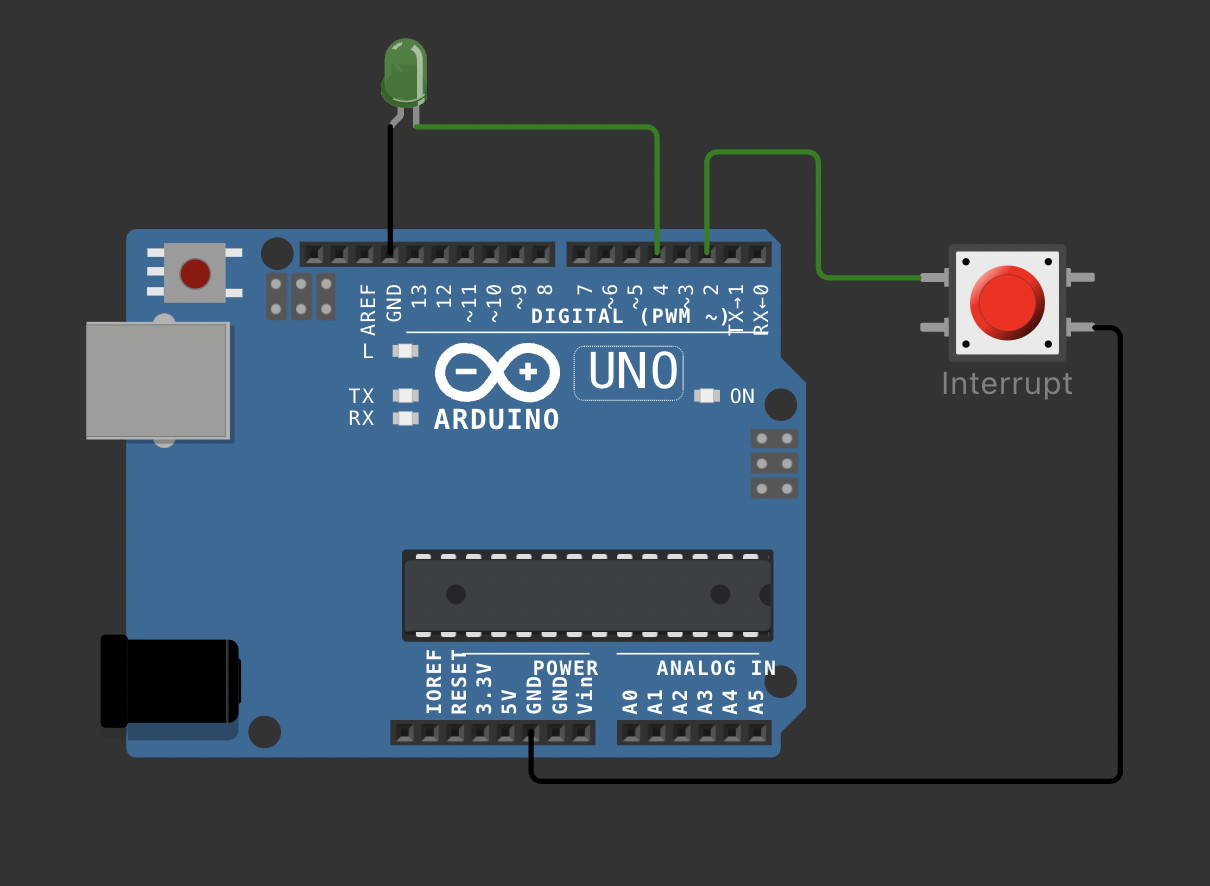 AREF
GND
13
12
~11
~10
~9
8
7
~6
~5
4
~3
2
TX→1
RX←0
DIGITAL (PWM ~)
L
TX
RX
ARDUINO
UNO
ON
Interrupt
IOREF
RESET
3.3V
5V
GND
GND
Vin
POWER
ANALOG IN
A0
A1
A2
A3
A4
A5